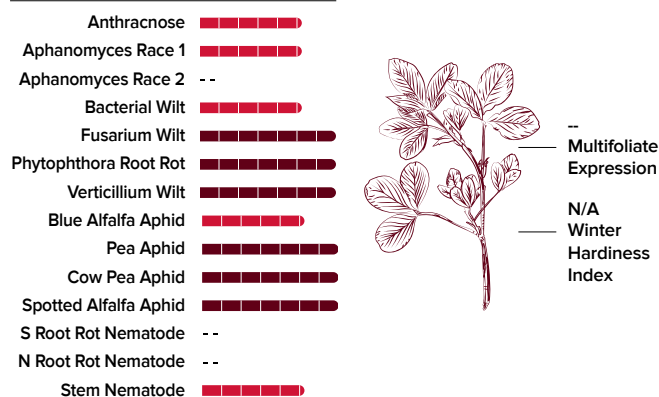 Anthracnose
Aphanomyces Race 1
Aphanomyces Race 2 --
Bacterial Wilt
Fusarium Wilt
Phytophthora Root Rot
Verticillium Wilt
Blue Alfalfa Aphid
Pea Aphid
Cow Pea Aphid
Spotted Alfalfa Aphid
S Root Rot Nematode --
N Root Rot Nematode --
Stem Nematode
--
Multifoliate
Expression
N/A
Winter
Hardiness
Index